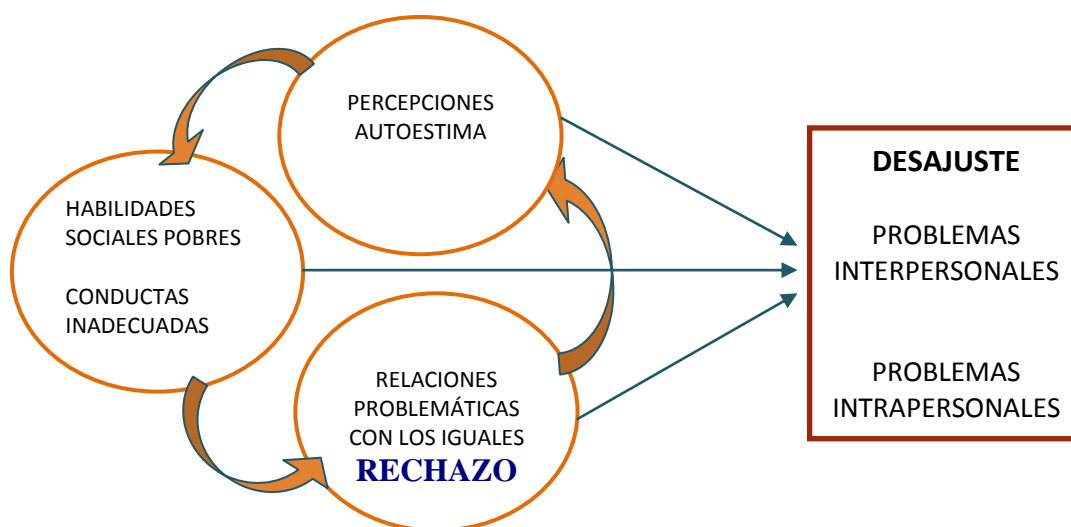 PERCEPCIONES
AUTOESTIMA
HABILIDADES
SOCIALES POBRES
CONDUCTAS
INADECUADAS
RELACIONES
PROBLEMÁTICAS
CON LOS IGUALES
RECHAZO
DESAJUSTE
PROBLEMAS
INTERPERSONALES
PROBLEMAS
INTRAPERSONALES